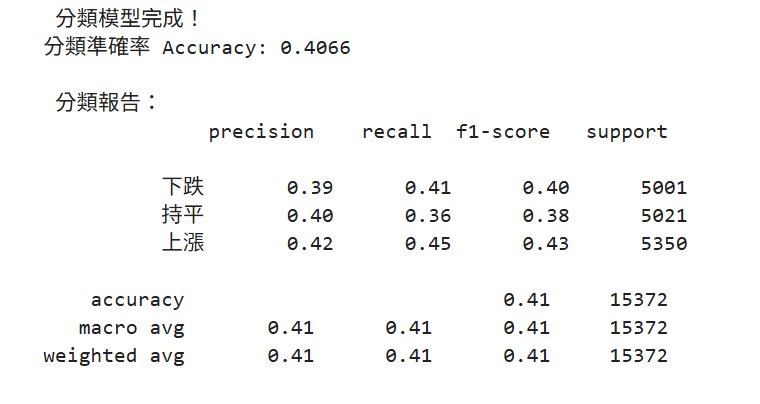 分類模型完成！
分類準確率 Accuracy: 0.4066
分類報告：
precision recall f1-score support
下跌 0.39 0.41 0.40 5001
持平 0.40 0.36 0.38 5021
上漲 0.42 0.45 0.43 5350
accuracy 0.41 15372
macro avg 0.41 0.41 0.41 15372
weighted avg 0.41 0.41 0.41 15372